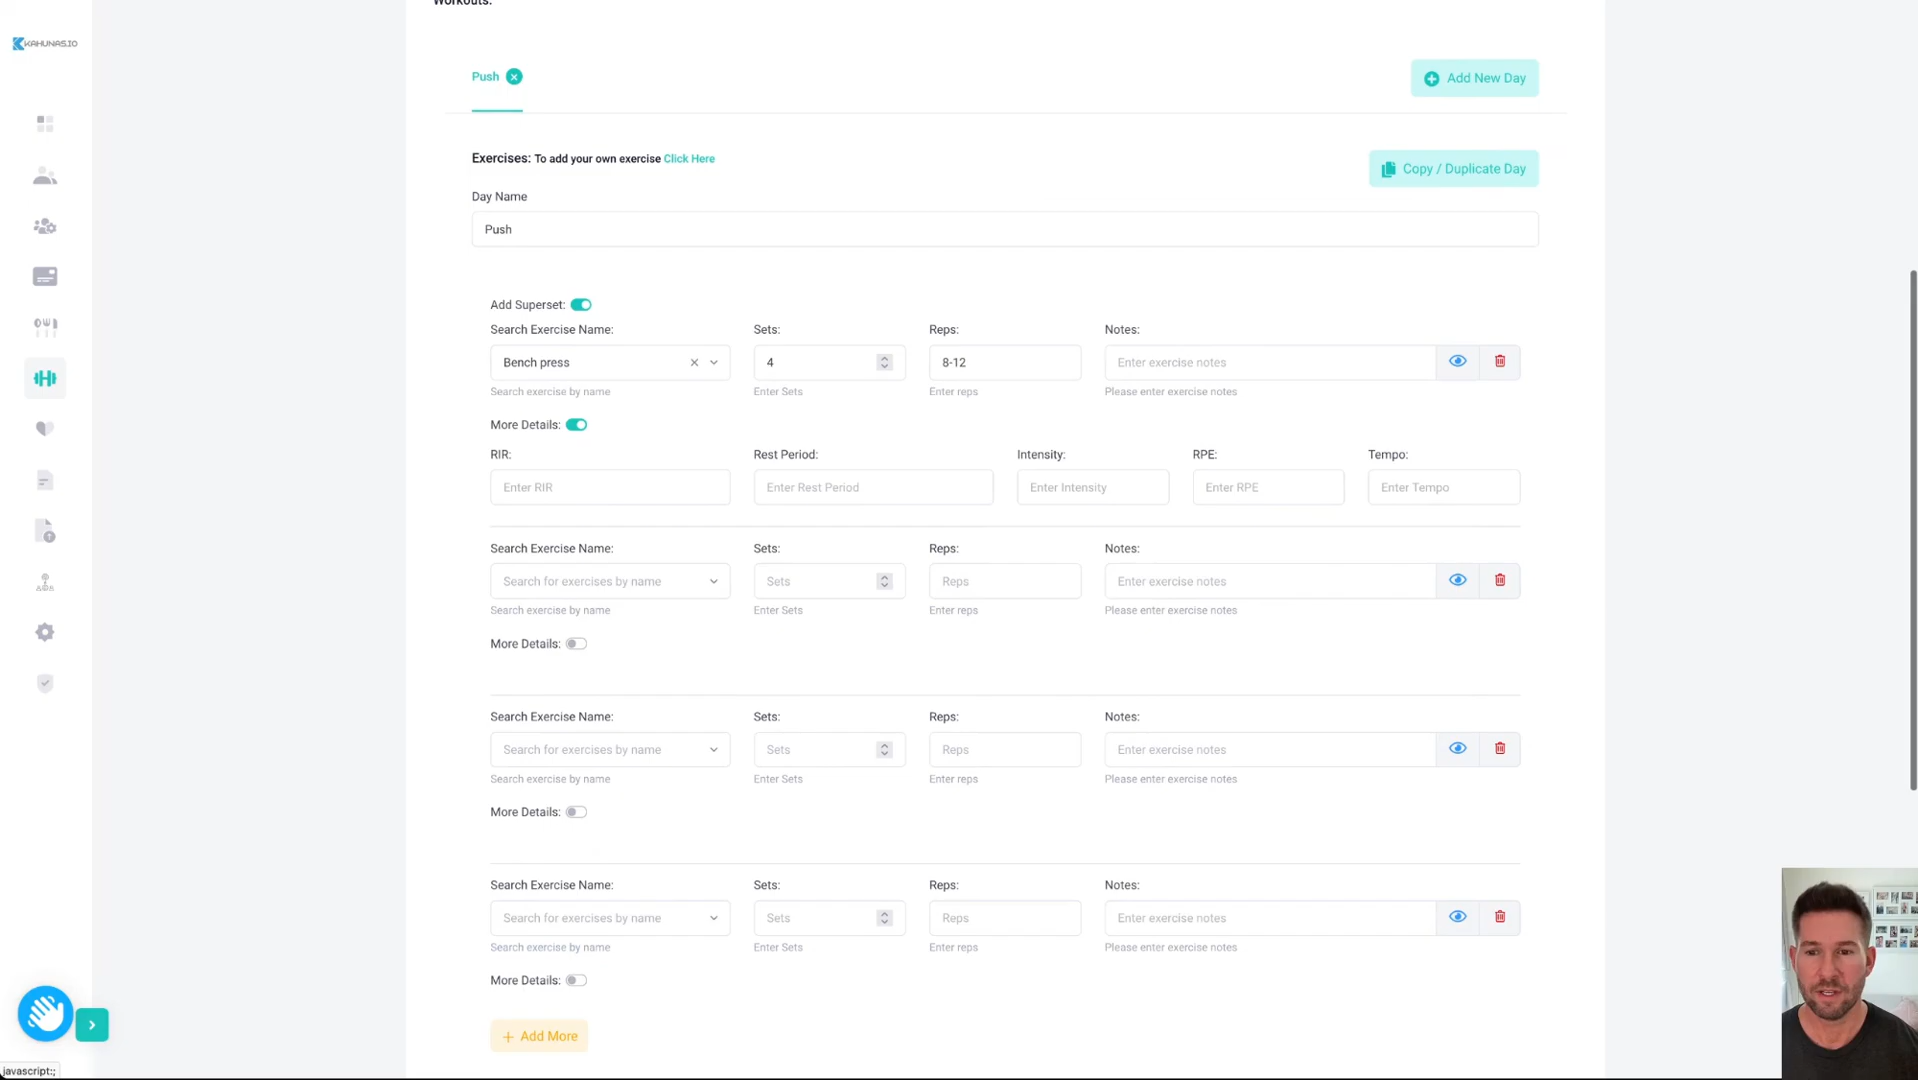 Workouts:
KAHUNAS.IO
Push
Add New Day
Exercises: To add your own exercise Click Here
Copy / Duplicate Day
Day Name
Push
Add Superset:
Search Exercise Name: Sets: Reps: Notes:
Bench press 4 8-12 Enter exercise notes
Search exercise by name Enter Sets Enter reps Please enter exercise notes
More Details:
RIR: Rest Period: Intensity: RPE: Tempo:
Enter RIR Enter Rest Period Enter Intensity Enter RPE Enter Tempo
Search Exercise Name: Sets: Reps: Notes:
Search for exercises by name Sets Reps Enter exercise notes
Search exercise by name Enter Sets Enter reps Please enter exercise notes
More Details:
Search Exercise Name: Sets: Reps: Notes:
Search for exercises by name Sets Reps Enter exercise notes
Search exercise by name Enter Sets Enter reps Please enter exercise notes
More Details:
Search Exercise Name: Sets: Reps: Notes:
Search for exercises by name Sets Reps Enter exercise notes
Search exercise by name Enter Sets Enter reps Please enter exercise notes
More Details:
+ Add More
javascript:;